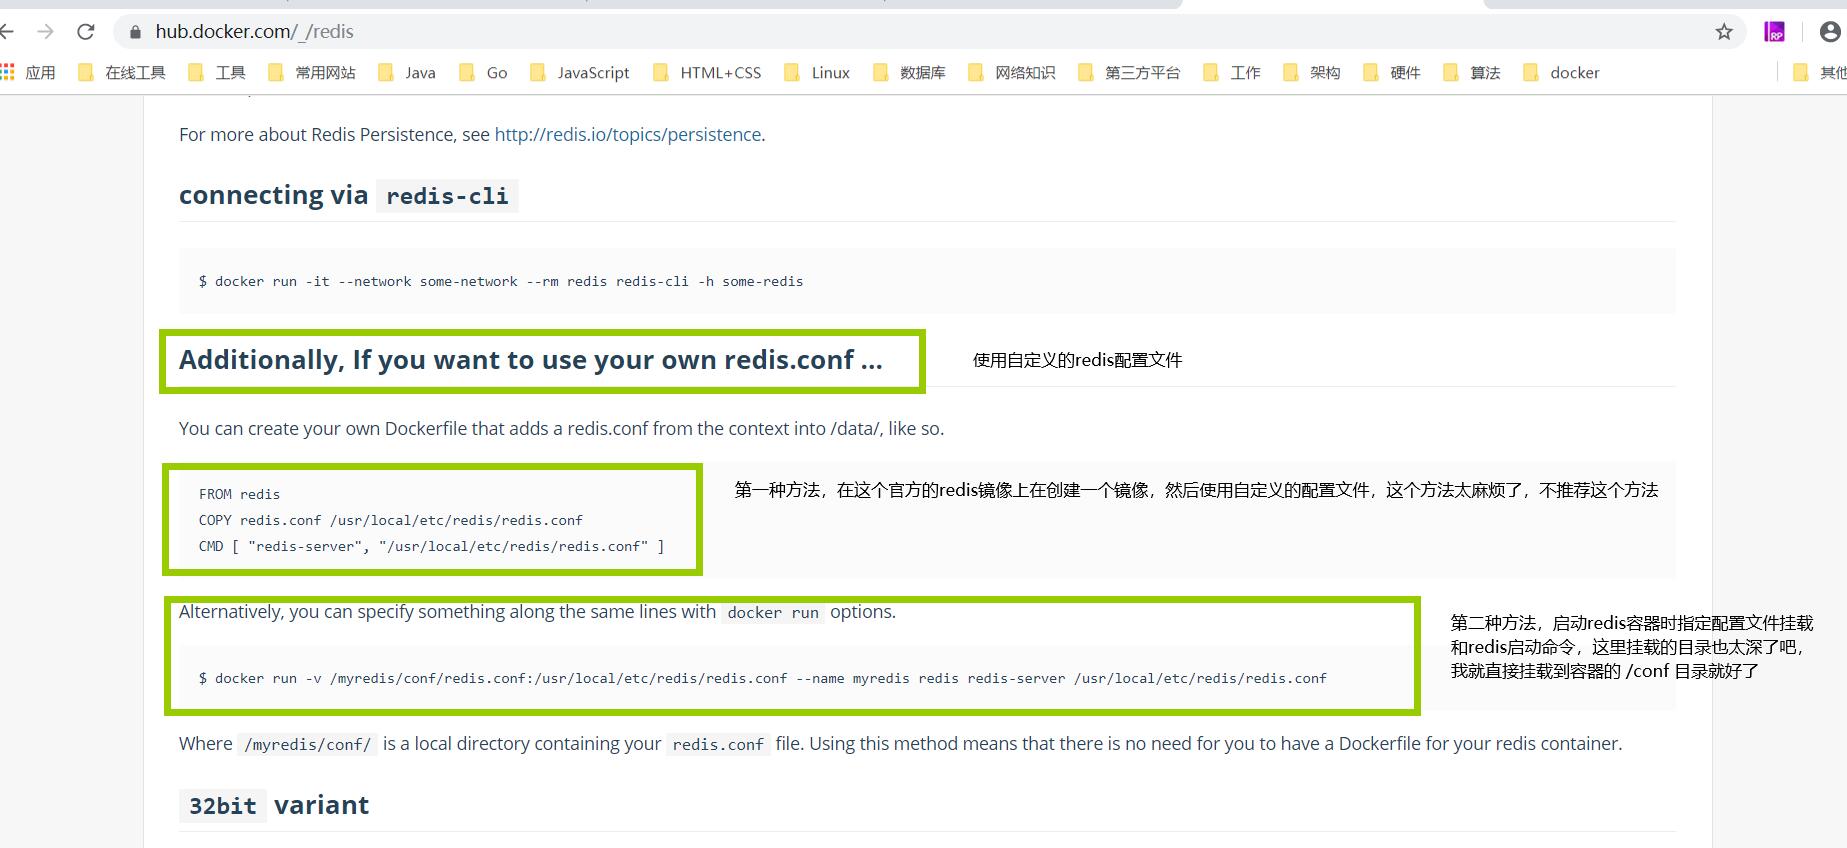 hub.docker.com/_/redis
应用 在线工具 工具 常用网站 Java Go JavaScript HTML+CSS Linux 数据库 网络知识 第三方平台 工作 架构 硬件 算法 docker 其他
For more about Redis Persistence, see http://redis.io/topics/persistence.
connecting via redis-cli
$ docker run -it --network some-network --rm redis redis-cli -h some-redis
Additionally, If you want to use your own redis.conf ...
使用自定义的redis配置文件
You can create your own Dockerfile that adds a redis.conf from the context into /data/, like so.
FROM redis
COPY redis.conf /usr/local/etc/redis/redis.conf
CMD [ "redis-server", "/usr/local/etc/redis/redis.conf" ]
第一种方法，在这个官方的redis镜像上在创建一个镜像，然后使用自定义的配置文件，这个方法太麻烦了，不推荐这个方法
Alternatively, you can specify something along the same lines with docker run options.
$ docker run -v /myredis/conf/redis.conf:/usr/local/etc/redis/redis.conf --name myredis redis redis-server /usr/local/etc/redis/redis.conf
第二种方法，启动redis容器时指定配置文件挂载
和redis启动命令，这里挂载的目录也太深了吧，
我就直接挂载到容器的 /conf 目录就好了
Where /myredis/conf/ is a local directory containing your redis.conf file. Using this method means that there is no need for you to have a Dockerfile for your redis container.
32bit variant